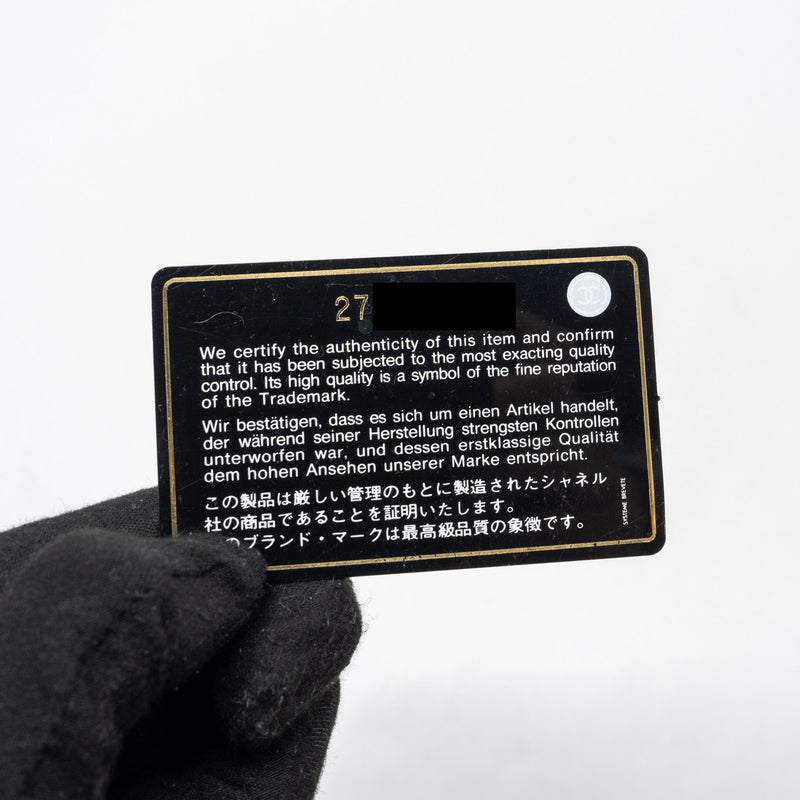 27
We certify the authenticity of this item and confirm
that it has been subjected to the most exacting quality
control. Its high quality is a symbol of the fine reputation
of the Trademark.
Wir bestätigen, dass es sich um einen Artikel handelt,
der während seiner Herstellung strengsten Kontrollen
unterworfen war, und dessen erstklassige Qualität
dem hohen Ansehen unserer Marke entspricht.
この製品は厳しい管理のもとに製造されたシャネル
社の商品であることを証明いたします。
のブランド・マークは最高級品質の象徴です。
SYSTEME BREVETE